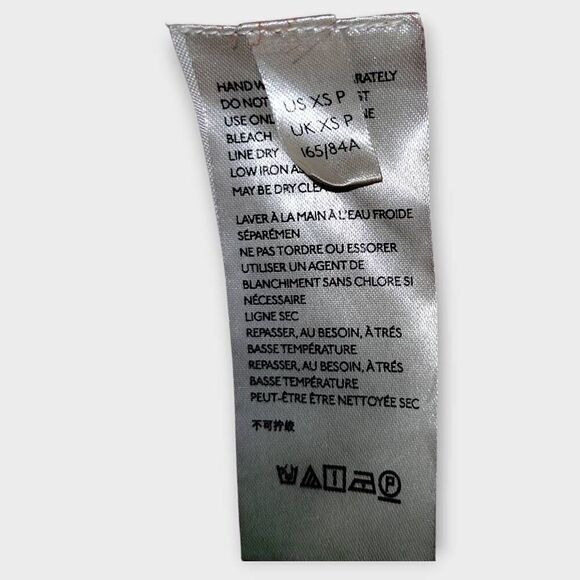 US XS P
UK XS P
165/84A
HAND RATELY
DO NOT
USE ONL NE
BLEACH
LINE DRY
LOW IRON AS
MAY BE DRY CLE
LAVER À LA MAIN À L'EAU FROIDE
SÉPARÉMEN
NE PAS TORDRE OU ESSORER
UTILISER UN AGENT DE
BLANCHIMENT SANS CHLORE SI
NÉCESSAIRE
LIGNE SEC
REPASSER, AU BESOIN, À TRÉS
BASSE TEMPÉRATURE
REPASSER, AU BESOIN, À TRÉS
BASSE TEMPÉRATURE
PEUT-ÊTRE ÊTRE NETTOYÉE SEC
不可拧绞
P